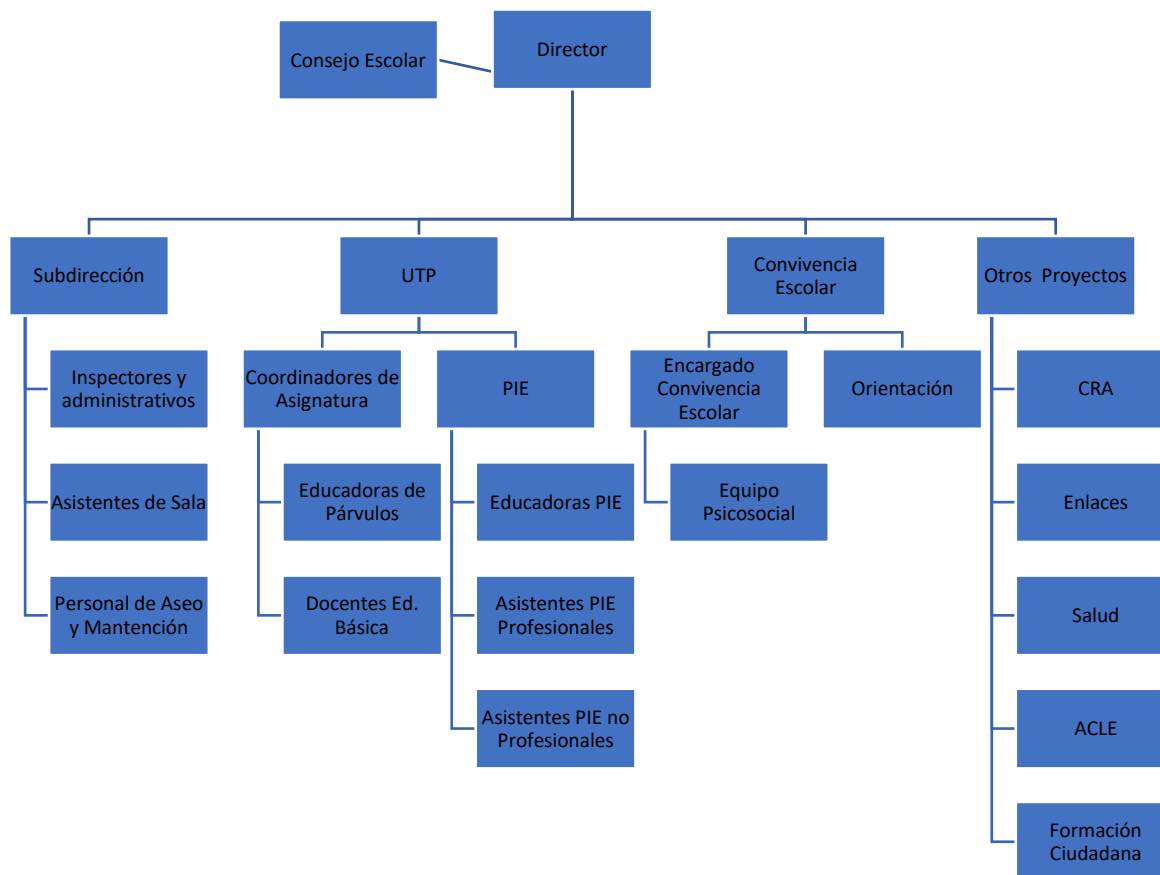 Consejo Escolar
Director
Subdirección
UTP
Convivencia
Escolar
Otros Proyectos
Inspectores y
administrativos
Coordinadores de
Asignatura
PIE
Encargado
Convivencia
Escolar
Orientación
CRA
Asistentes de Sala
Educadoras de
Párvulos
Educadoras PIE
Equipo
Psicosocial
Enlaces
Personal de Aseo
y Mantención
Docentes Ed.
Básica
Asistentes PIE
Profesionales
Salud
Asistentes PIE no
Profesionales
ACLE
Formación
Ciudadana